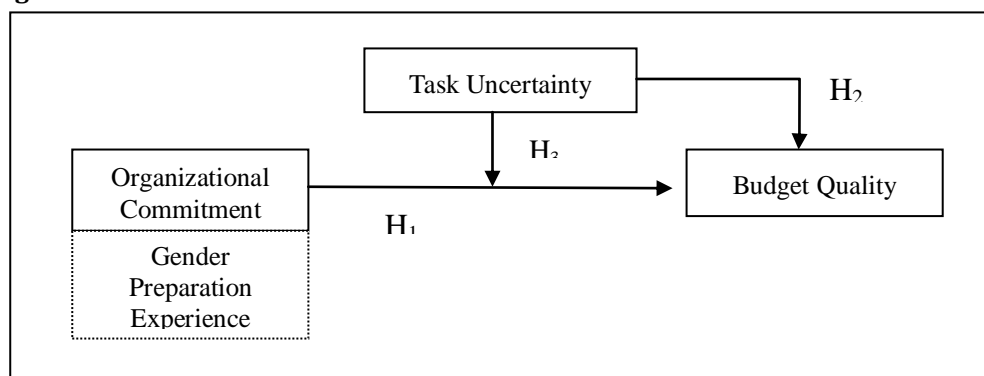 Task Uncertainty
H₂
H₃
Organizational
Commitment
Budget Quality
H₁
Gender
Preparation
Experience